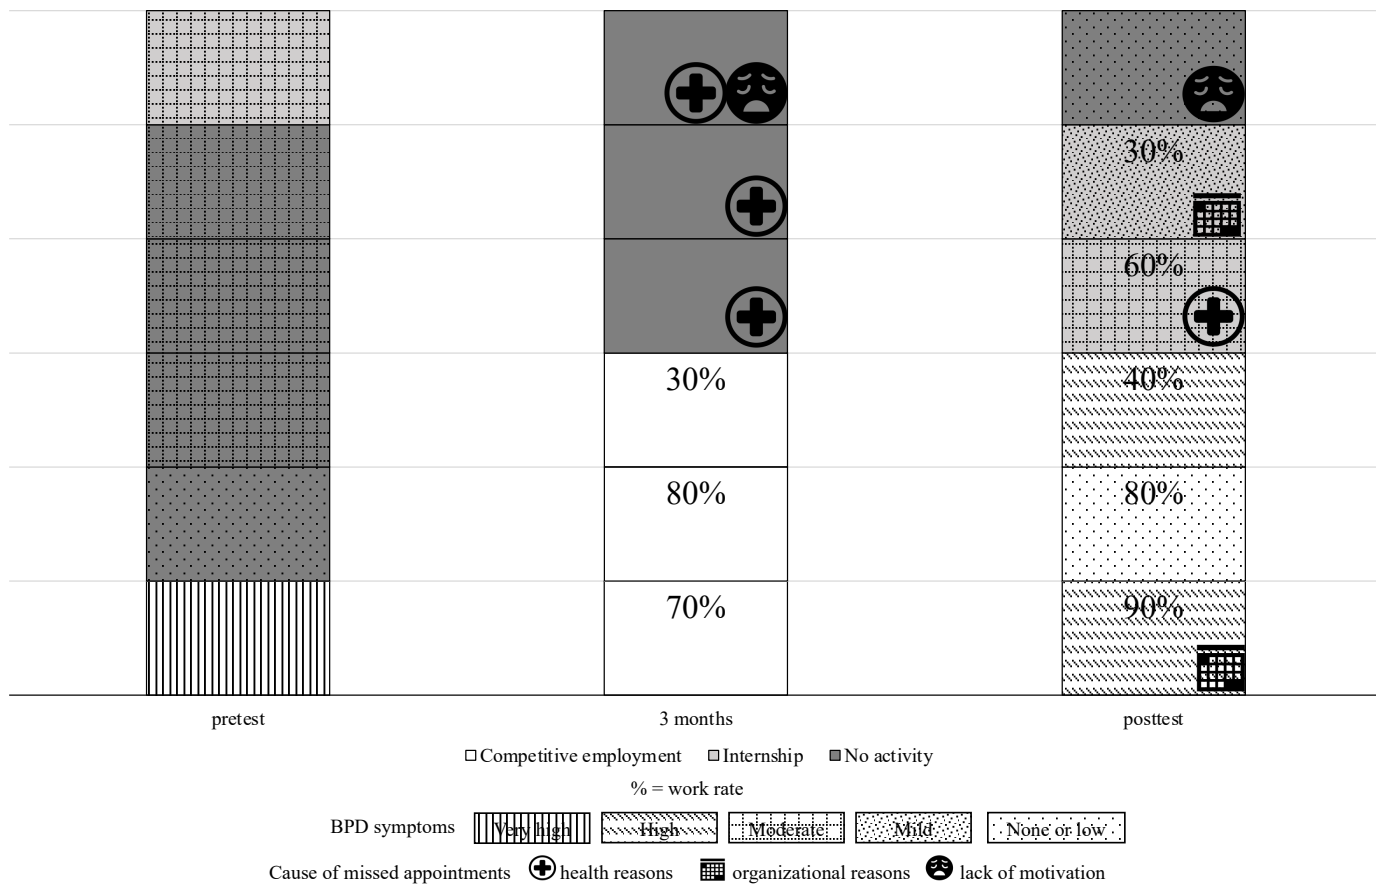 30%
60%
30%
40%
80%
80%
70%
90%
pretest
3 months
posttest
Competitive employment
Internship
No activity
% = work rate
BPD symptoms
Very high
High
Moderate
Mild
None or low
Cause of missed appointments
health reasons
organizational reasons
lack of motivation